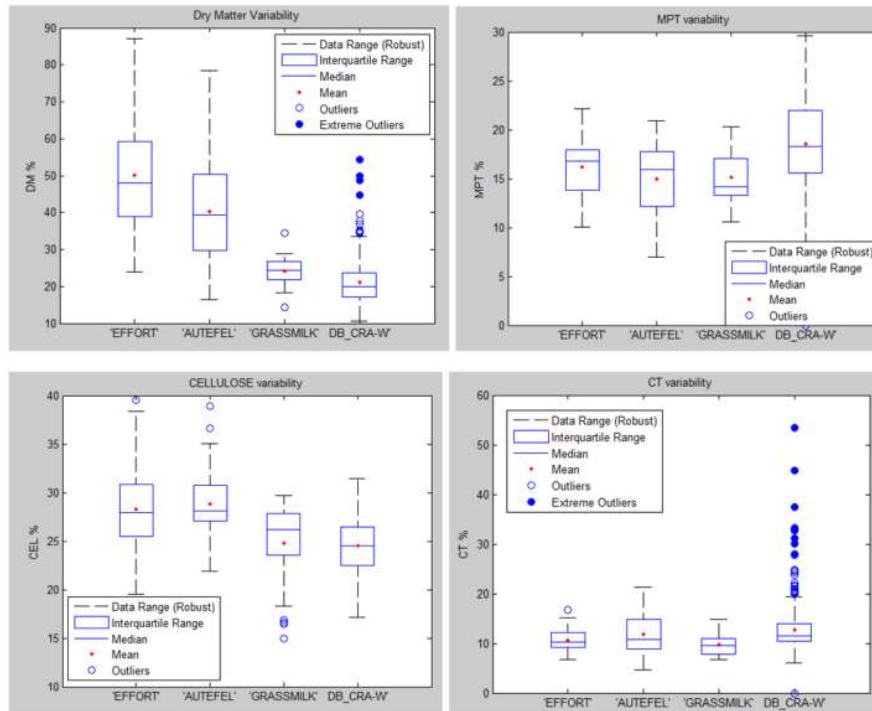 Dry Matter Variability
90
80
70
60
50
40
30
20
10
DM %
Data Range (Robust)
Interquartile Range
Median
Mean
Outliers
Extreme Outliers
'EFFORT' 'AUTEFEL' 'GRASSMILK' DB_CRA-W'
MPT variability
30
25
20
15
10
5
0
MPT %
Data Range (Robust)
Interquartile Range
Median
Mean
Outliers
'EFFORT' 'AUTEFEL' 'GRASSMILK' DB_CRA-W'
CELLULOSE variability
40
35
30
25
20
15
10
CEL %
Data Range (Robust)
Interquartile Range
Median
Mean
Outliers
'EFFORT' 'AUTEFEL' 'GRASSMILK' DB_CRA-W'
CT variability
60
50
40
30
20
10
0
CT %
Data Range (Robust)
Interquartile Range
Median
Mean
Outliers
Extreme Outliers
'EFFORT' 'AUTEFEL' 'GRASSMILK' DB_CRA-W'